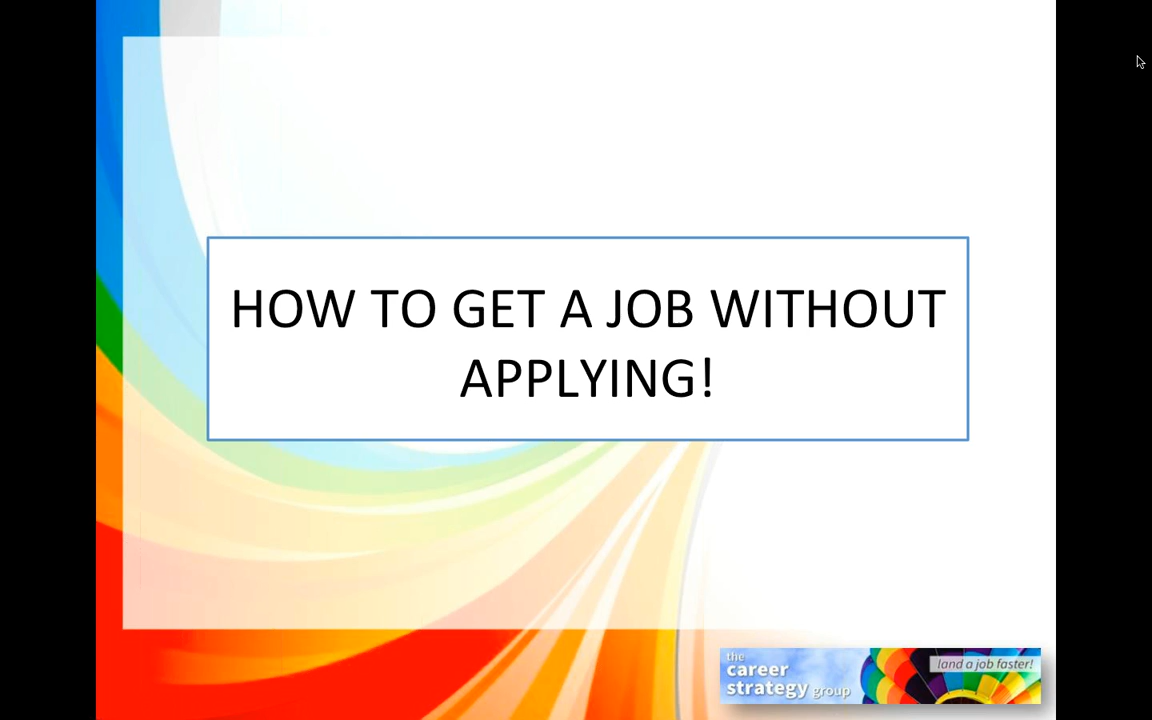 HOW TO GET A JOB WITHOUT
APPLYING!
the
career
strategy group
land a job faster!